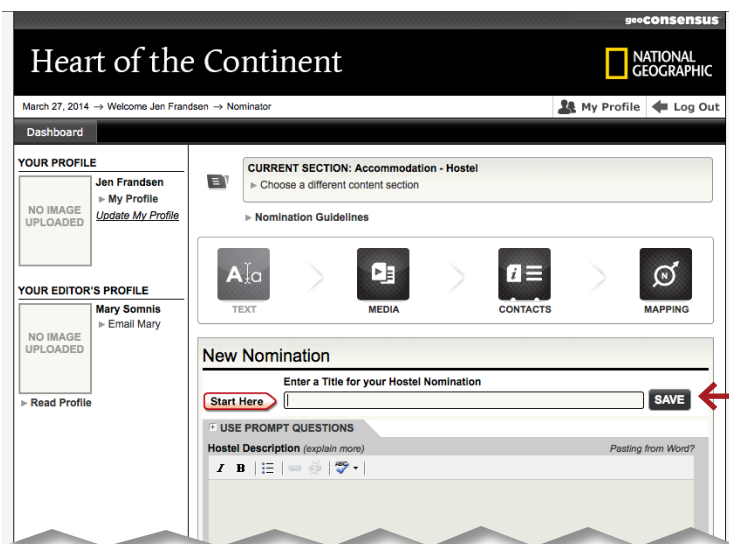 geoconsensus
Heart of the Continent
NATIONAL
GEOGRAPHIC
March 27, 2014 → Welcome Jen Frandsen → Nominator
My Profile
Log Out
Dashboard
YOUR PROFILE
NO IMAGE
UPLOADED
Jen Frandsen
My Profile
Update My Profile
YOUR EDITOR'S PROFILE
NO IMAGE
UPLOADED
Mary Somnis
Email Mary
Read Profile
CURRENT SECTION: Accommodation - Hostel
Choose a different content section
Nomination Guidelines
TEXT
MEDIA
CONTACTS
MAPPING
New Nomination
Enter a Title for your Hostel Nomination
Start Here
SAVE
USE PROMPT QUESTIONS
Hostel Description (explain more)
Pasting from Word?
I B ABC